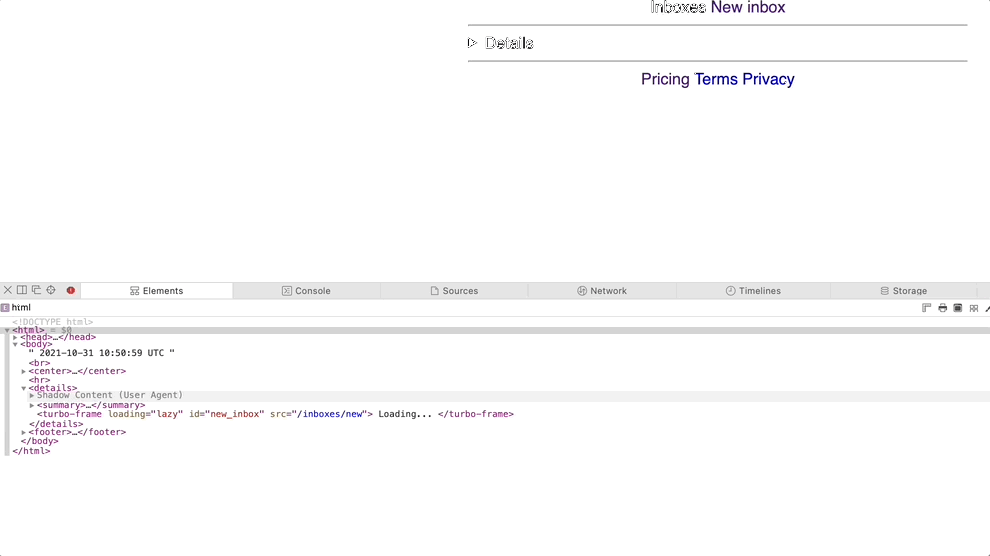 Inboxes New inbox
Details
Pricing Terms Privacy
Elements Console Sources Network Timelines Storage
E html
<!DOCTYPE html>
<html> = $0
<head>…</head>
<body>
" 2021-10-31 10:50:59 UTC "
<br>
<center>…</center>
<hr>
<details>
Shadow Content (User Agent)
<summary>…</summary>
<turbo-frame loading="lazy" id="new_inbox" src="/inboxes/new"> Loading... </turbo-frame>
</details>
<footer>…</footer>
</body>
</html>